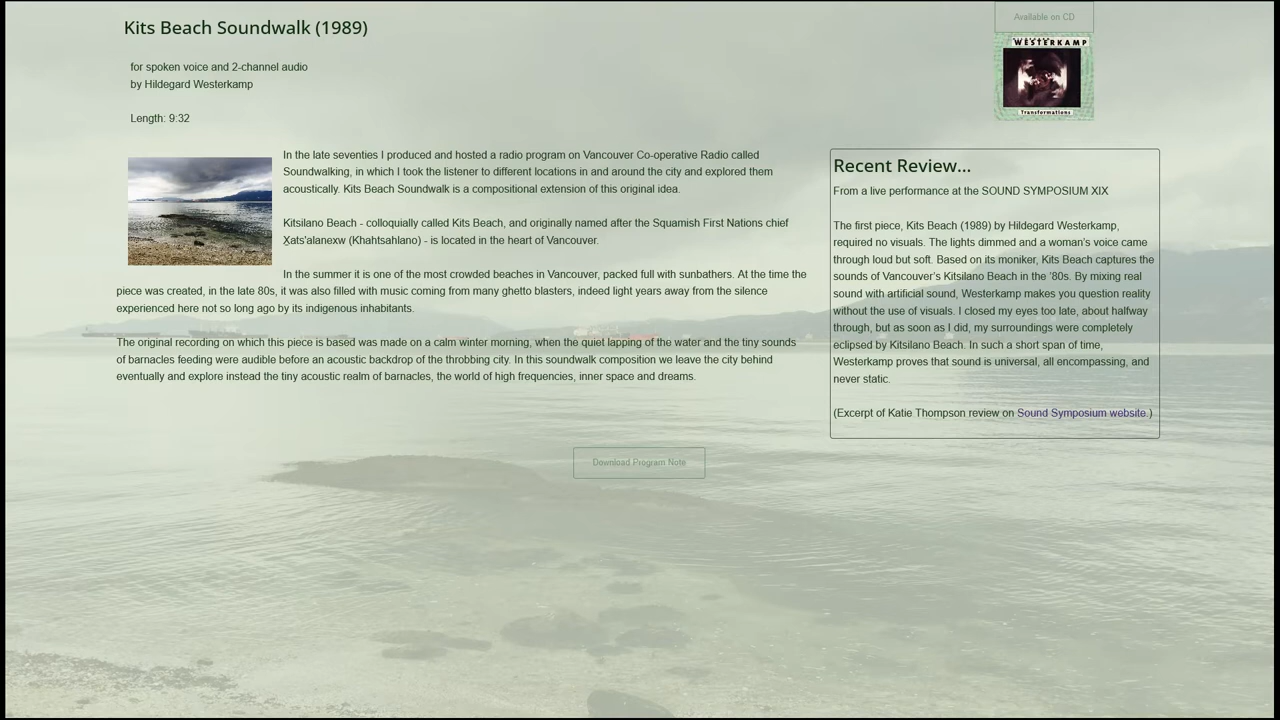 Kits Beach Soundwalk (1989)
for spoken voice and 2-channel audio
by Hildegard Westerkamp
Length: 9:32
In the late seventies I produced and hosted a radio program on Vancouver Co-operative Radio called
Soundwalking, in which I took the listener to different locations in and around the city and explored them
acoustically. Kits Beach Soundwalk is a compositional extension of this original idea.
Kitsilano Beach - colloquially called Kits Beach, and originally named after the Squamish First Nations chief
X̱ats'alanexw (Khahtsahlano) - is located in the heart of Vancouver.
In the summer it is one of the most crowded beaches in Vancouver, packed full with sunbathers. At the time the
piece was created, in the late 80s, it was also filled with music coming from many ghetto blasters, indeed light years away from the silence
experienced here not so long ago by its indigenous inhabitants.
The original recording on which this piece is based was made on a calm winter morning, when the quiet lapping of the water and the tiny sounds
of barnacles feeding were audible before an acoustic backdrop of the throbbing city. In this soundwalk composition we leave the city behind
eventually and explore instead the tiny acoustic realm of barnacles, the world of high frequencies, inner space and dreams.
Download Program Note
Available on CD
WESTERKAMP
Transformations
Recent Review...
From a live performance at the SOUND SYMPOSIUM XIX
The first piece, Kits Beach (1989) by Hildegard Westerkamp,
required no visuals. The lights dimmed and a woman's voice came
through loud but soft. Based on its moniker, Kits Beach captures the
sounds of Vancouver's Kitsilano Beach in the '80s. By mixing real
sound with artificial sound, Westerkamp makes you question reality
without the use of visuals. I closed my eyes too late, about halfway
through, but as soon as I did, my surroundings were completely
eclipsed by Kitsilano Beach. In such a short span of time,
Westerkamp proves that sound is universal, all encompassing, and
never static.
(Excerpt of Katie Thompson review on Sound Symposium website.)